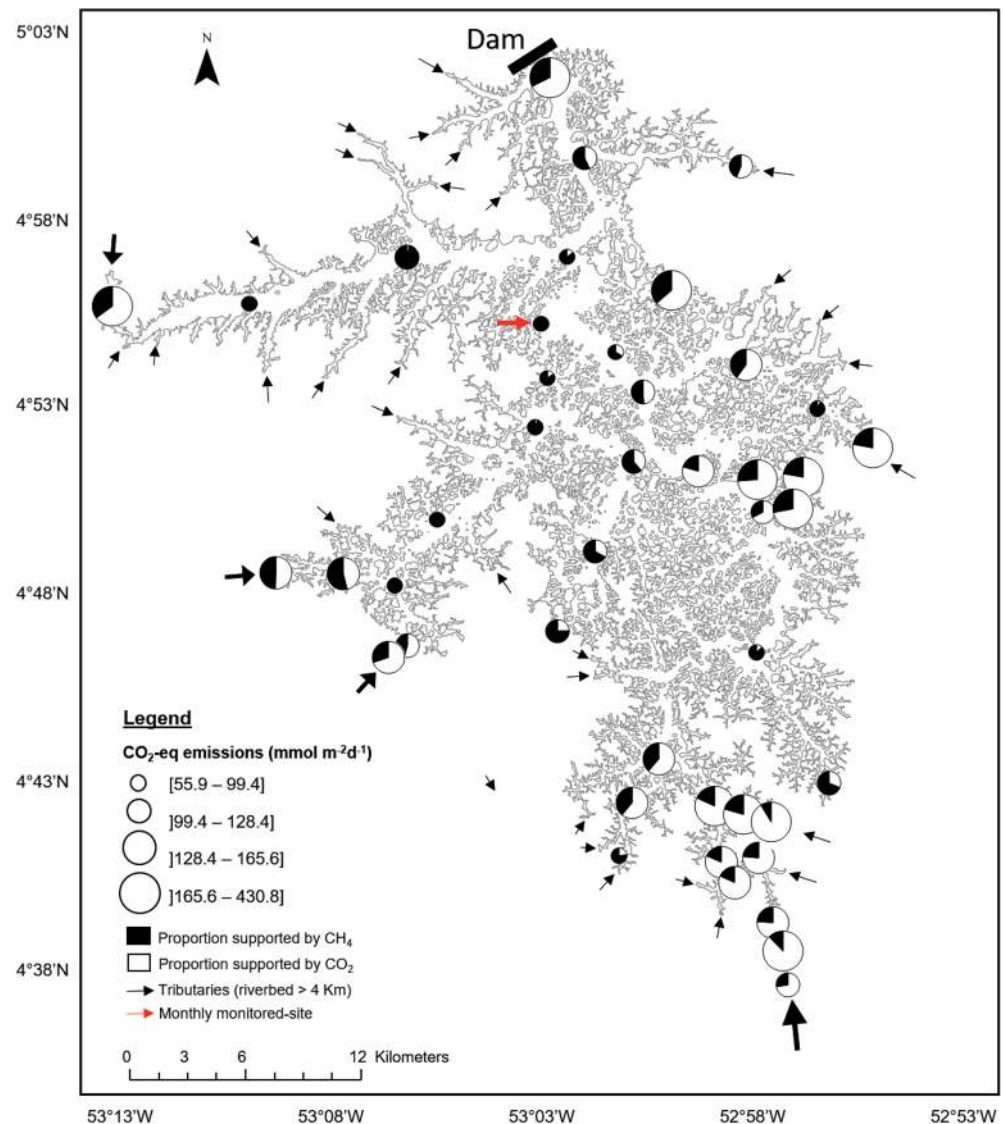 5°03'N
N
Dam
4°58'N
4°53'N
4°48'N
4°43'N
4°38'N
Legend
CO₂-eq emissions (mmol m⁻²d⁻¹)
]55.9 – 99.4]
]99.4 – 128.4]
]128.4 – 165.6]
]165.6 – 430.8]
Proportion supported by CH₄
Proportion supported by CO₂
Tributaries (riverbed > 4 Km)
Monthly monitored-site
0 3 6 12 Kilometers
53°13'W 53°08'W 53°03'W 52°58'W 52°53'W